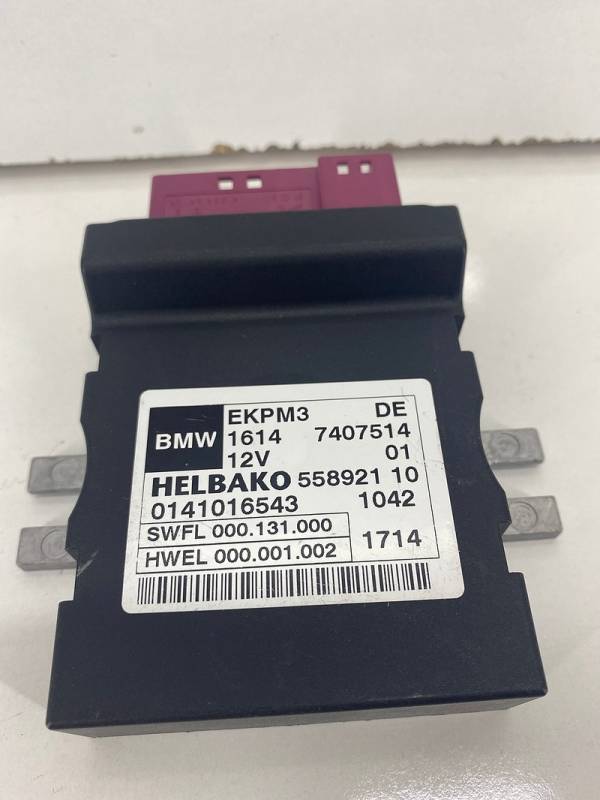 BMW EKPM3 DE
1614 7407514
12V 01
HELBAKO 558921 10
0141016543 1042
SWFL 000.131.000
HWEL 000.001.002 1714